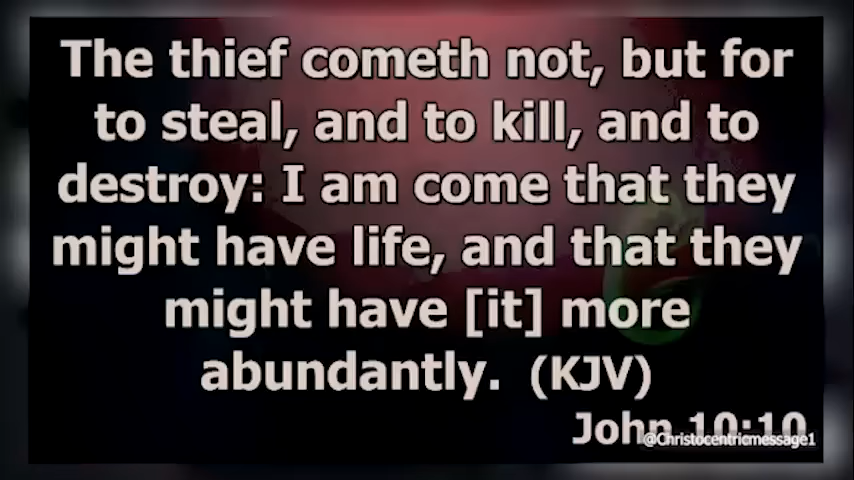 The thief cometh not, but for
to steal, and to kill, and to
destroy: I am come that they
might have life, and that they
might have [it] more
abundantly. (KJV)
John 10:10
@Christocentricmessage1